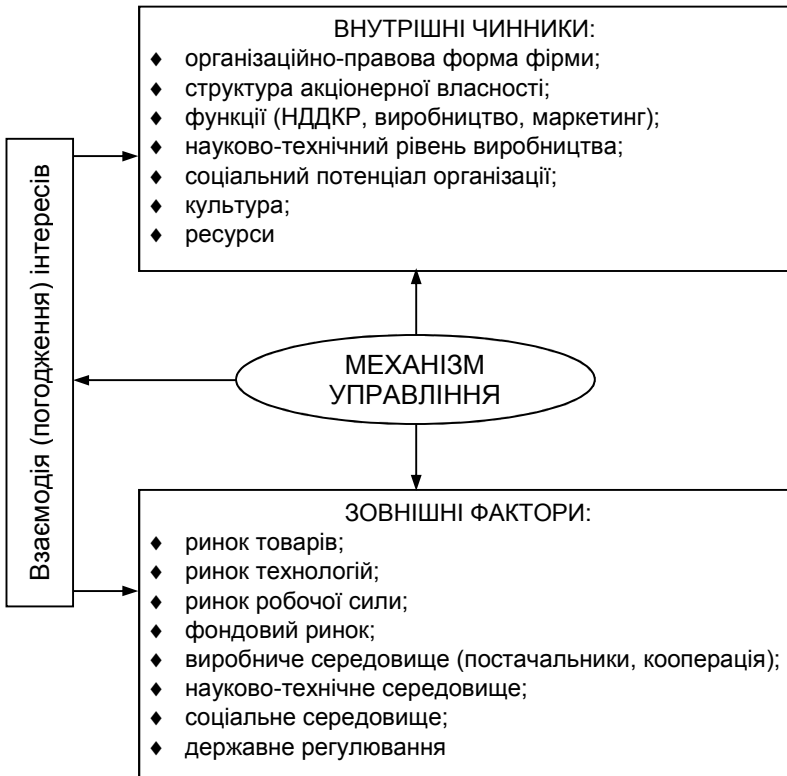 ВНУТРІШНІ ЧИННИКИ:
♦ організаційно-правова форма фірми;
♦ структура акціонерної власності;
♦ функції (НДДКР, виробництво, маркетинг);
♦ науково-технічний рівень виробництва;
♦ соціальний потенціал організації;
♦ культура;
♦ ресурси
Взаємодія (погодження) інтересів
МЕХАНІЗМ
УПРАВЛІННЯ
ЗОВНІШНІ ФАКТОРИ:
♦ ринок товарів;
♦ ринок технологій;
♦ ринок робочої сили;
♦ фондовий ринок;
♦ виробниче середовище (постачальники, кооперація);
♦ науково-технічне середовище;
♦ соціальне середовище;
♦ державне регулювання